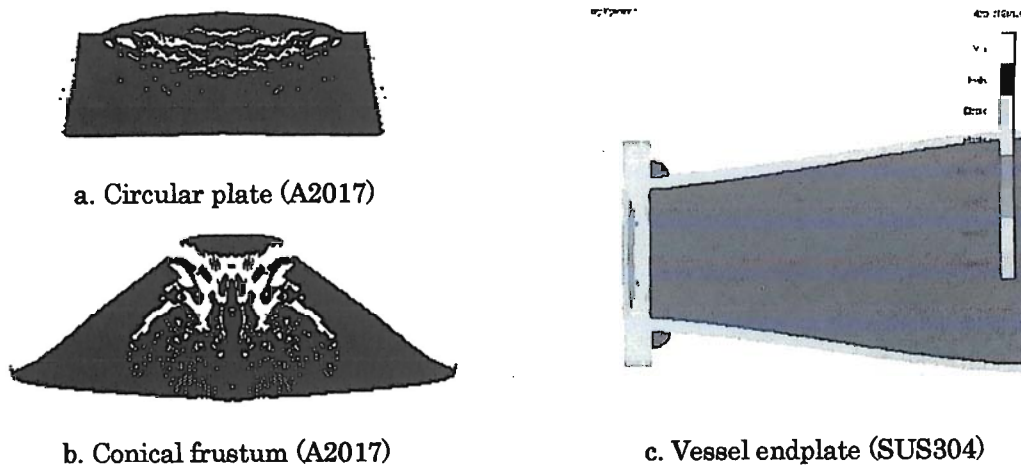 a. Circular plate (A2017)
b. Conical frustum (A2017)
c. Vessel endplate (SUS304)